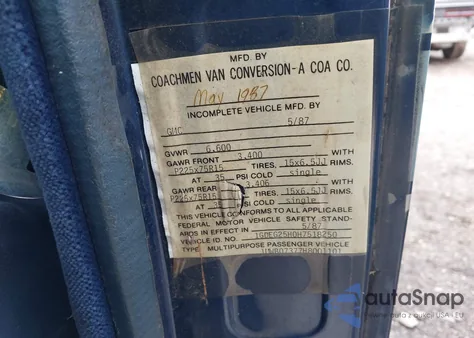 MFD. BY
COACHMEN VAN CONVERSION-A COA CO.
May 1987
INCOMPLETE VEHICLE MFD. BY
GMC 5/87
GVWR 6,600
GAWR FRONT 3,400 WITH
P225x75R15 TIRES, 15x6.5JJ RIMS.
AT 35 PSI COLD single
GAWR REAR 3,406 WITH
P225x75R15 TIRES, 15x6.5JJ RIMS.
AT PSI COLD single
THIS VEHICLE CONFORMS TO ALL APPLICABLE
FEDERAL MOTOR VEHICLE SAFETY STAND-
ARDS IN EFFECT IN 5/87
VEHICLE ID. NO.
TYPE MULTIPURPOSE PASSENGER VEHICLE
autoSnap